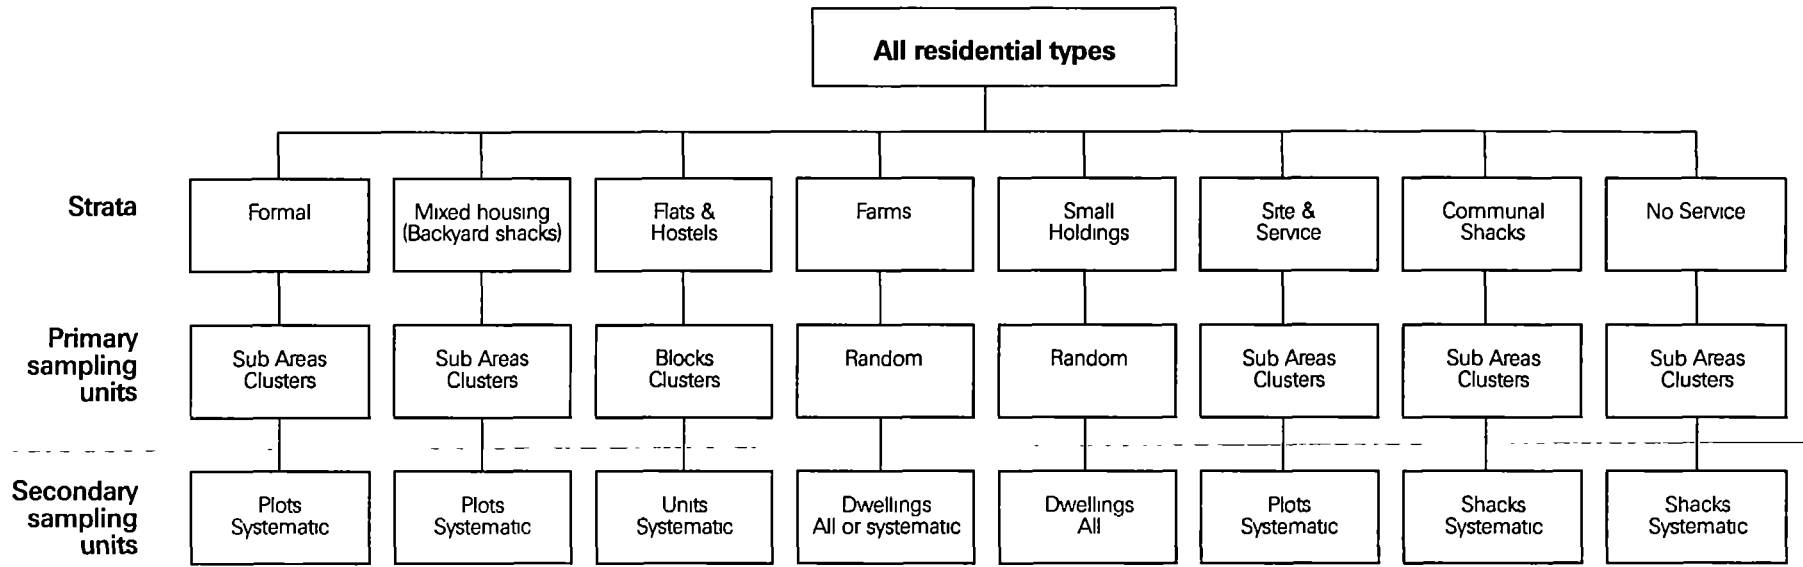 All residential types
Strata
Formal
Mixed housing
(Backyard shacks)
Flats &
Hostels
Farms
Small
Holdings
Site &
Service
Communal
Shacks
No Service
Primary
sampling
units
Sub Areas
Clusters
Sub Areas
Clusters
Blocks
Clusters
Random
Random
Sub Areas
Clusters
Sub Areas
Clusters
Sub Areas
Clusters
Secondary
sampling
units
Plots
Systematic
Plots
Systematic
Units
Systematic
Dwellings
All or systematic
Dwellings
All
Plots
Systematic
Shacks
Systematic
Shacks
Systematic